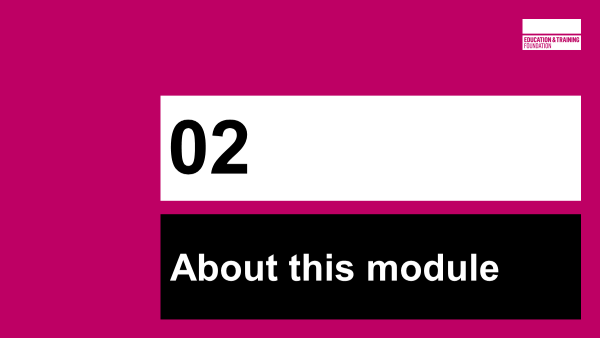 EDUCATION & TRAINING
FOUNDATION
02
About this module